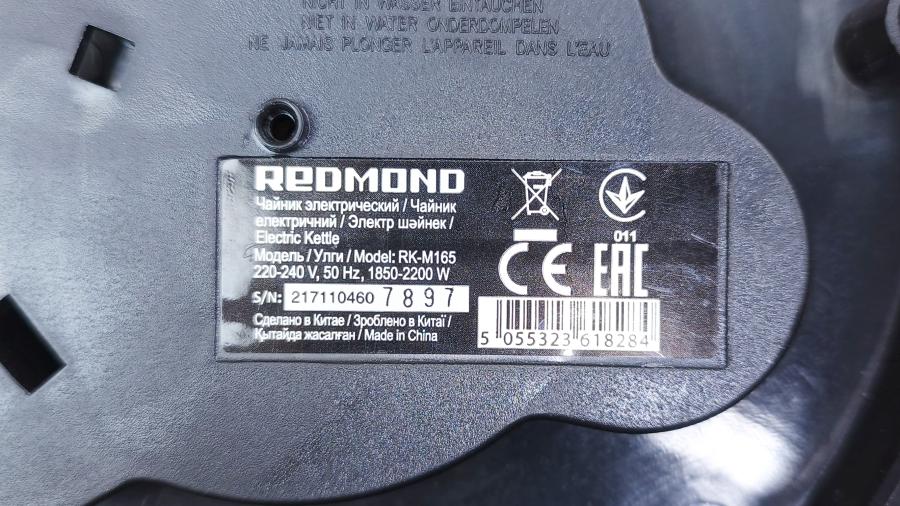 NICHT IN WASSER EINTAUCHEN
NIET IN WATER ONDERDOMPELEN
NE JAMAIS PLONGER L'APPAREIL DANS L'EAU
REDMOND
Чайник электрический / Чайник
електричний / Электр шәйнек /
Electric Kettle
Модель / Улги / Model: RK-M165
220-240 V, 50 Hz, 1850-2200 W
S/N: 217110460 7897
Сделано в Китае / Зроблено в Китаї /
Қытайда жасалған / Made in China
011
CE EAC
5 055323 618284